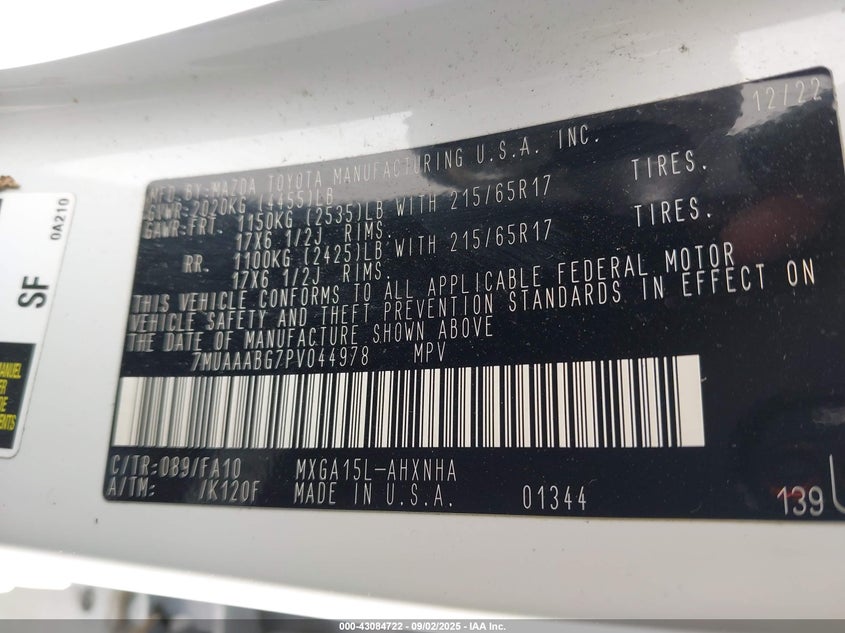 12/22
MFD. BY: MAZDA TOYOTA MANUFACTURING U.S.A. INC.
GVWR: 2020KG (4455)LB
GAWR: FRT. 1150KG (2535)LB WITH 215/65R17 TIRES.
17X6 1/2J RIMS.
RR. 1100KG (2425)LB WITH 215/65R17 TIRES.
17X6 1/2J RIMS.
THIS VEHICLE CONFORMS TO ALL APPLICABLE FEDERAL MOTOR
VEHICLE SAFETY AND THEFT PREVENTION STANDARDS IN EFFECT ON
THE DATE OF MANUFACTURE SHOWN ABOVE
7MUAAABG7PV044978 MPV
C/TR: 089/FA10 MXGA15L-AHXNHA
A/TM: /K120F MADE IN U.S.A. 01344 139
0A210
SF
000-43084722 - 09/02/2025 - IAA Inc.